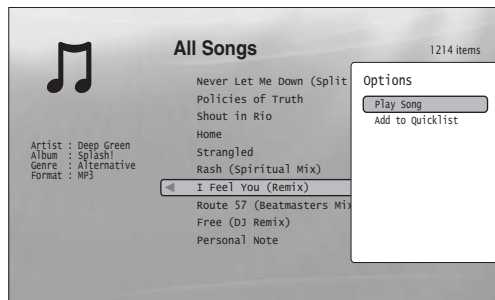 All Songs
1214 items
Never Let Me Down (Split
Policies of Truth
Shout in Rio
Home
Strangled
Rash (Spiritual Mix)
I Feel You (Remix)
Route 57 (Beatmasters Mix
Free (DJ Remix)
Personal Note
Artist : Deep Green
Album : Splash!
Genre : Alternative
Format : MP3
Options
Play Song
Add to Quicklist